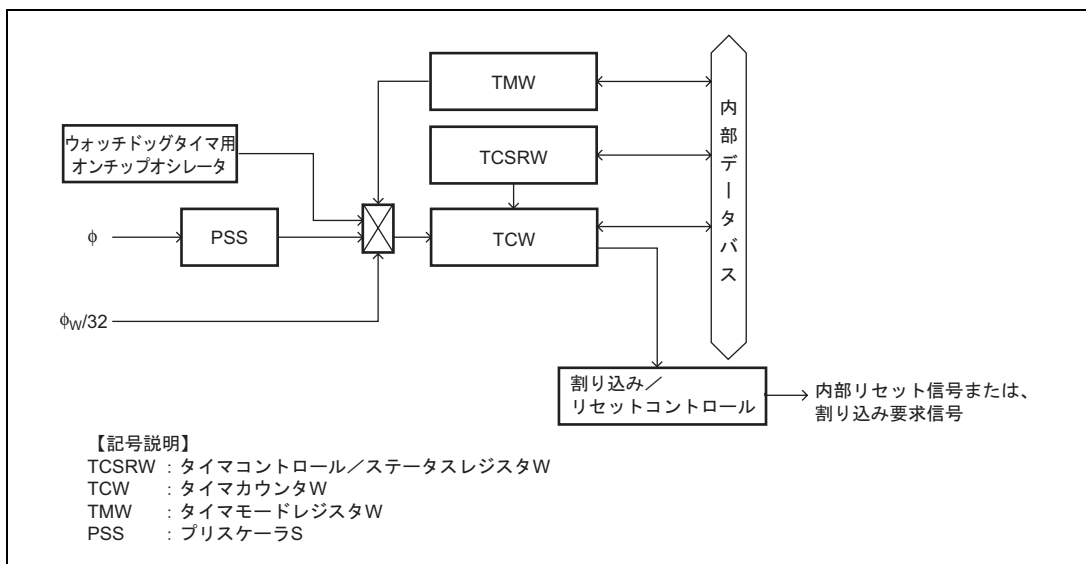 TMW
ウォッチドッグタイマ用
オンチップオシレータ
TCSRW
φ
PSS
TCW
内部データバス
φW/32
割り込み／
リセットコントロール
内部リセット信号または、
割り込み要求信号
【記号説明】
TCSRW : タイマコントロール／ステータスレジスタW
TCW : タイマカウンタW
TMW : タイマモードレジスタW
PSS : プリスケーラS